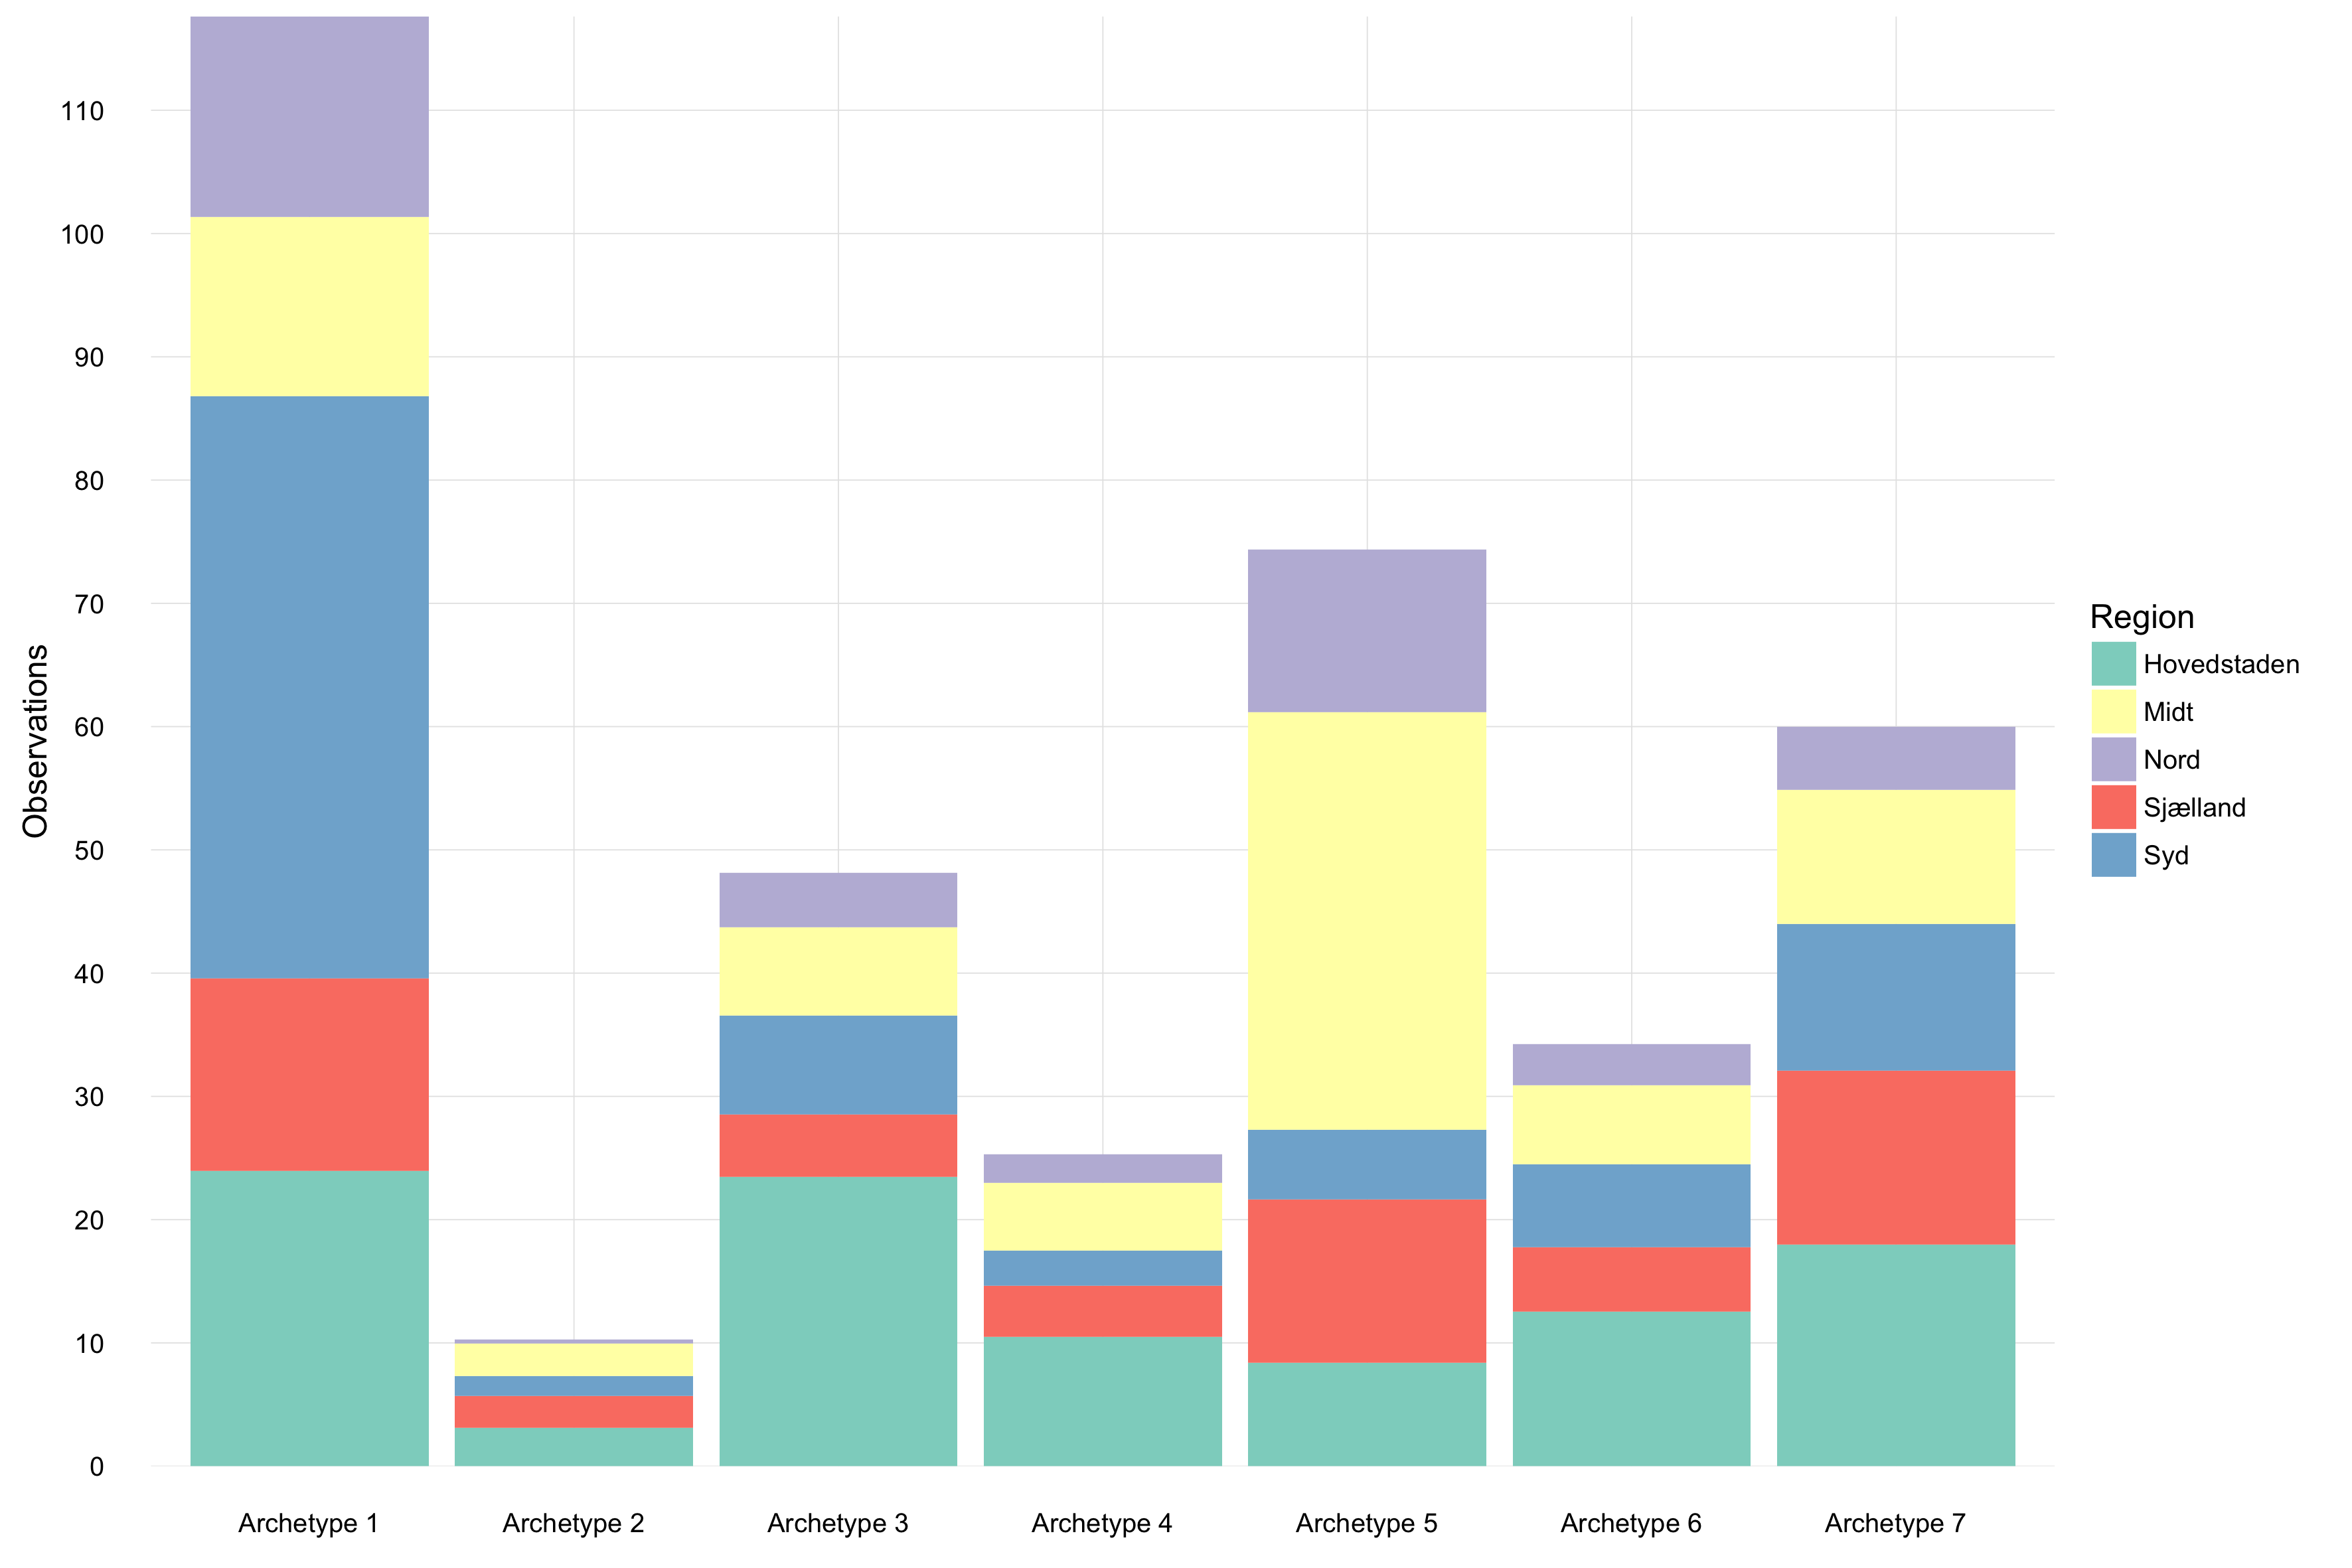 Observations
110
100
90
80
70
60
50
40
30
20
10
0
Archetype 1
Archetype 2
Archetype 3
Archetype 4
Archetype 5
Archetype 6
Archetype 7
Region
Hovedstaden
Midt
Nord
Sjælland
Syd